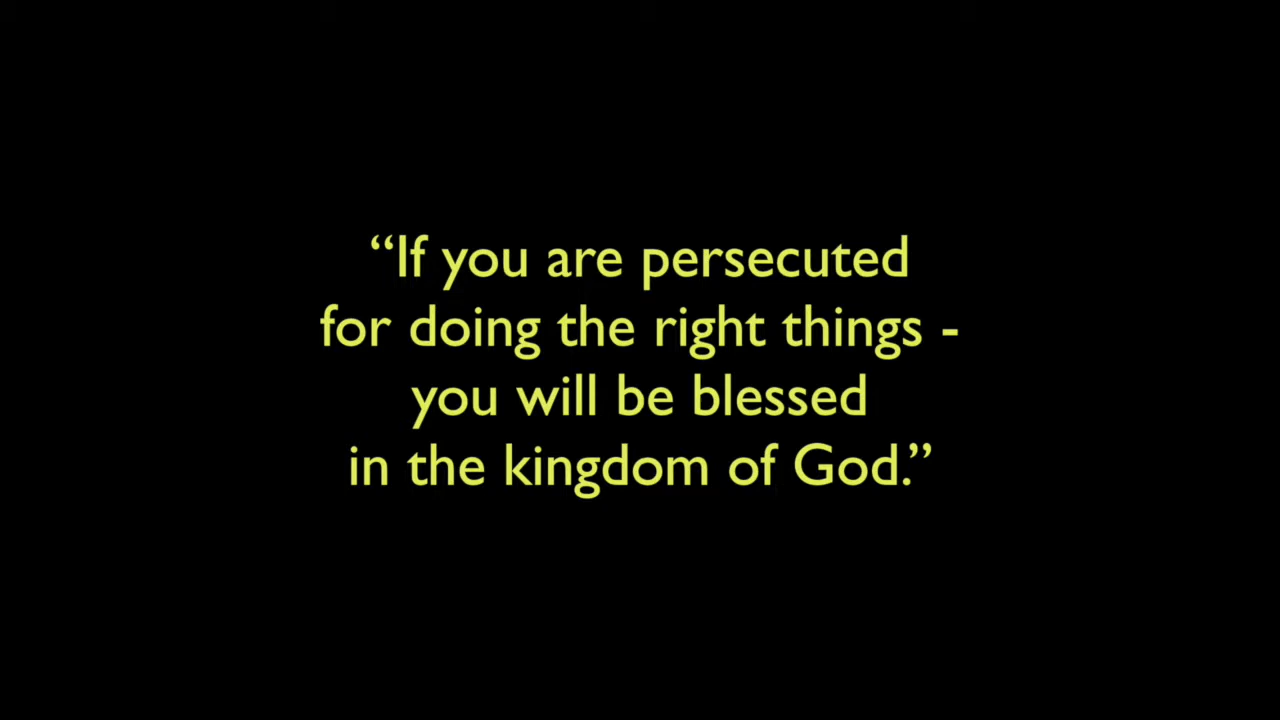 “If you are persecuted
for doing the right things -
you will be blessed
in the kingdom of God.”